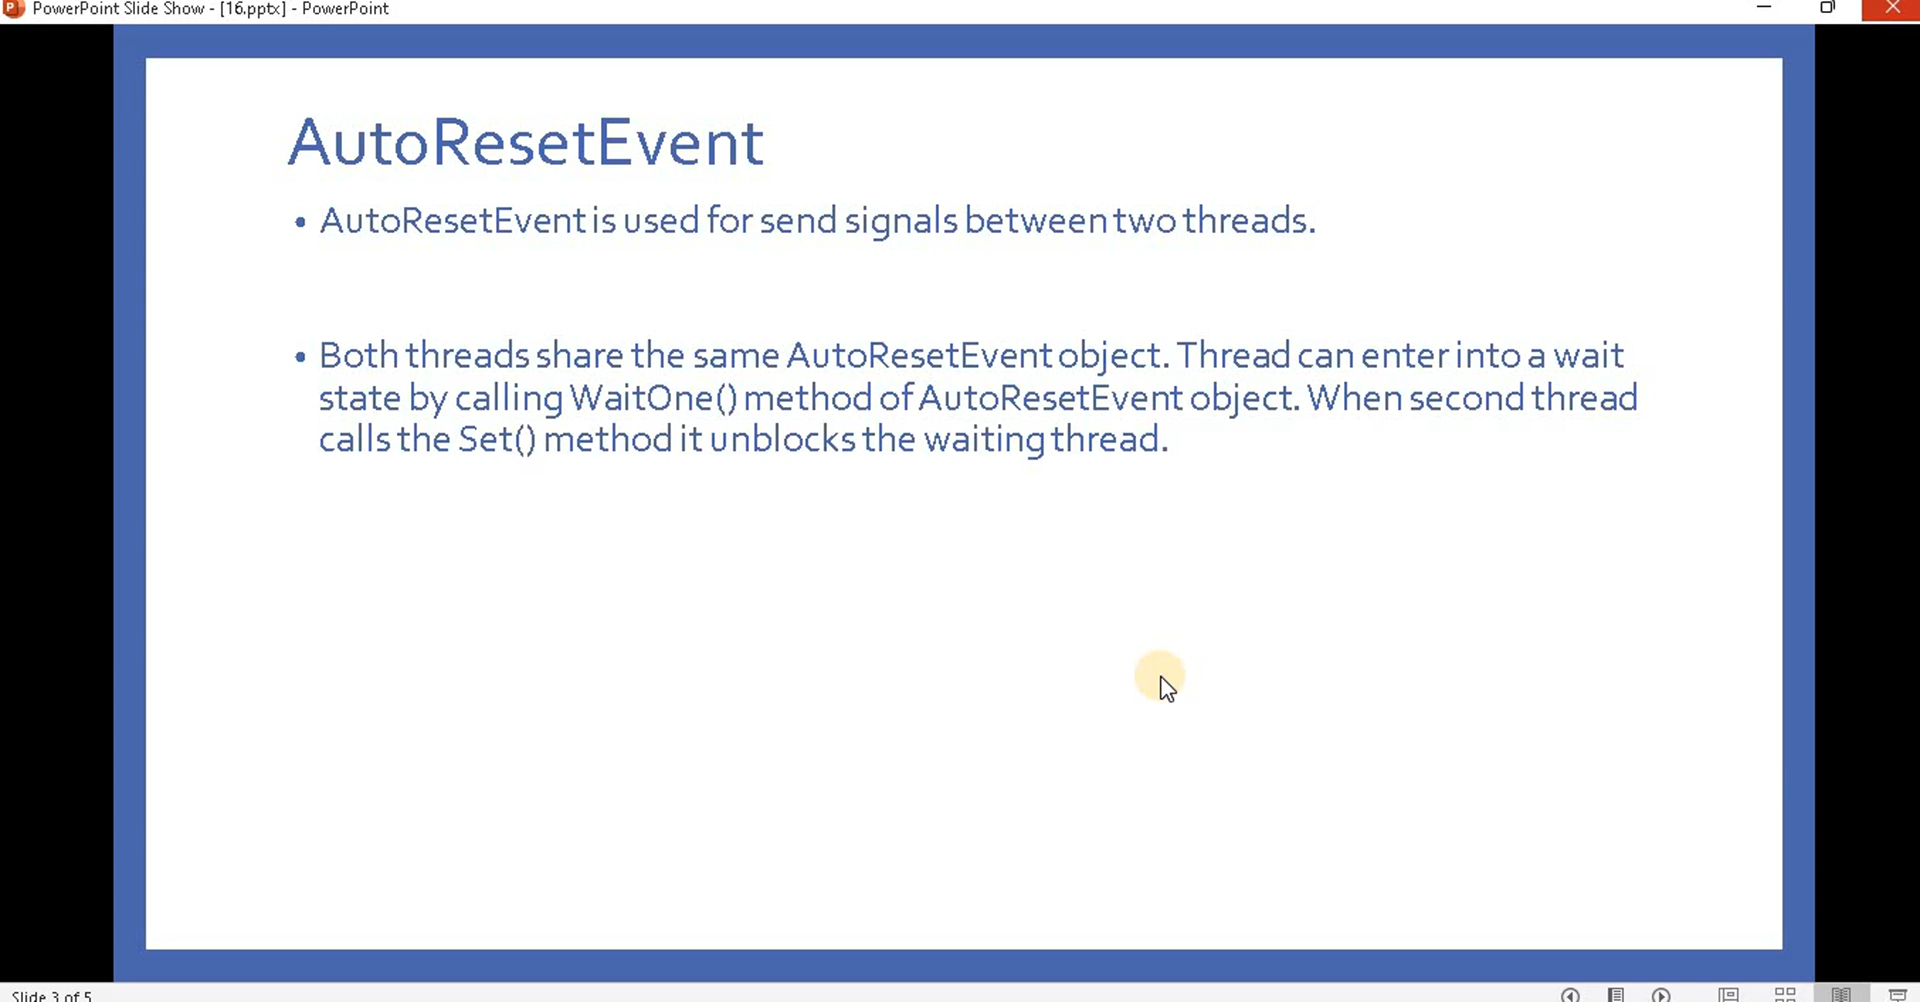 PowerPoint Slide Show - [16.pptx] - PowerPoint
AutoResetEvent
• AutoResetEvent is used for send signals between two threads.
• Both threads share the same AutoResetEvent object. Thread can enter into a wait
state by calling WaitOne() method of AutoResetEvent object. When second thread
calls the Set() method it unblocks the waiting thread.
Slide 3 of 5